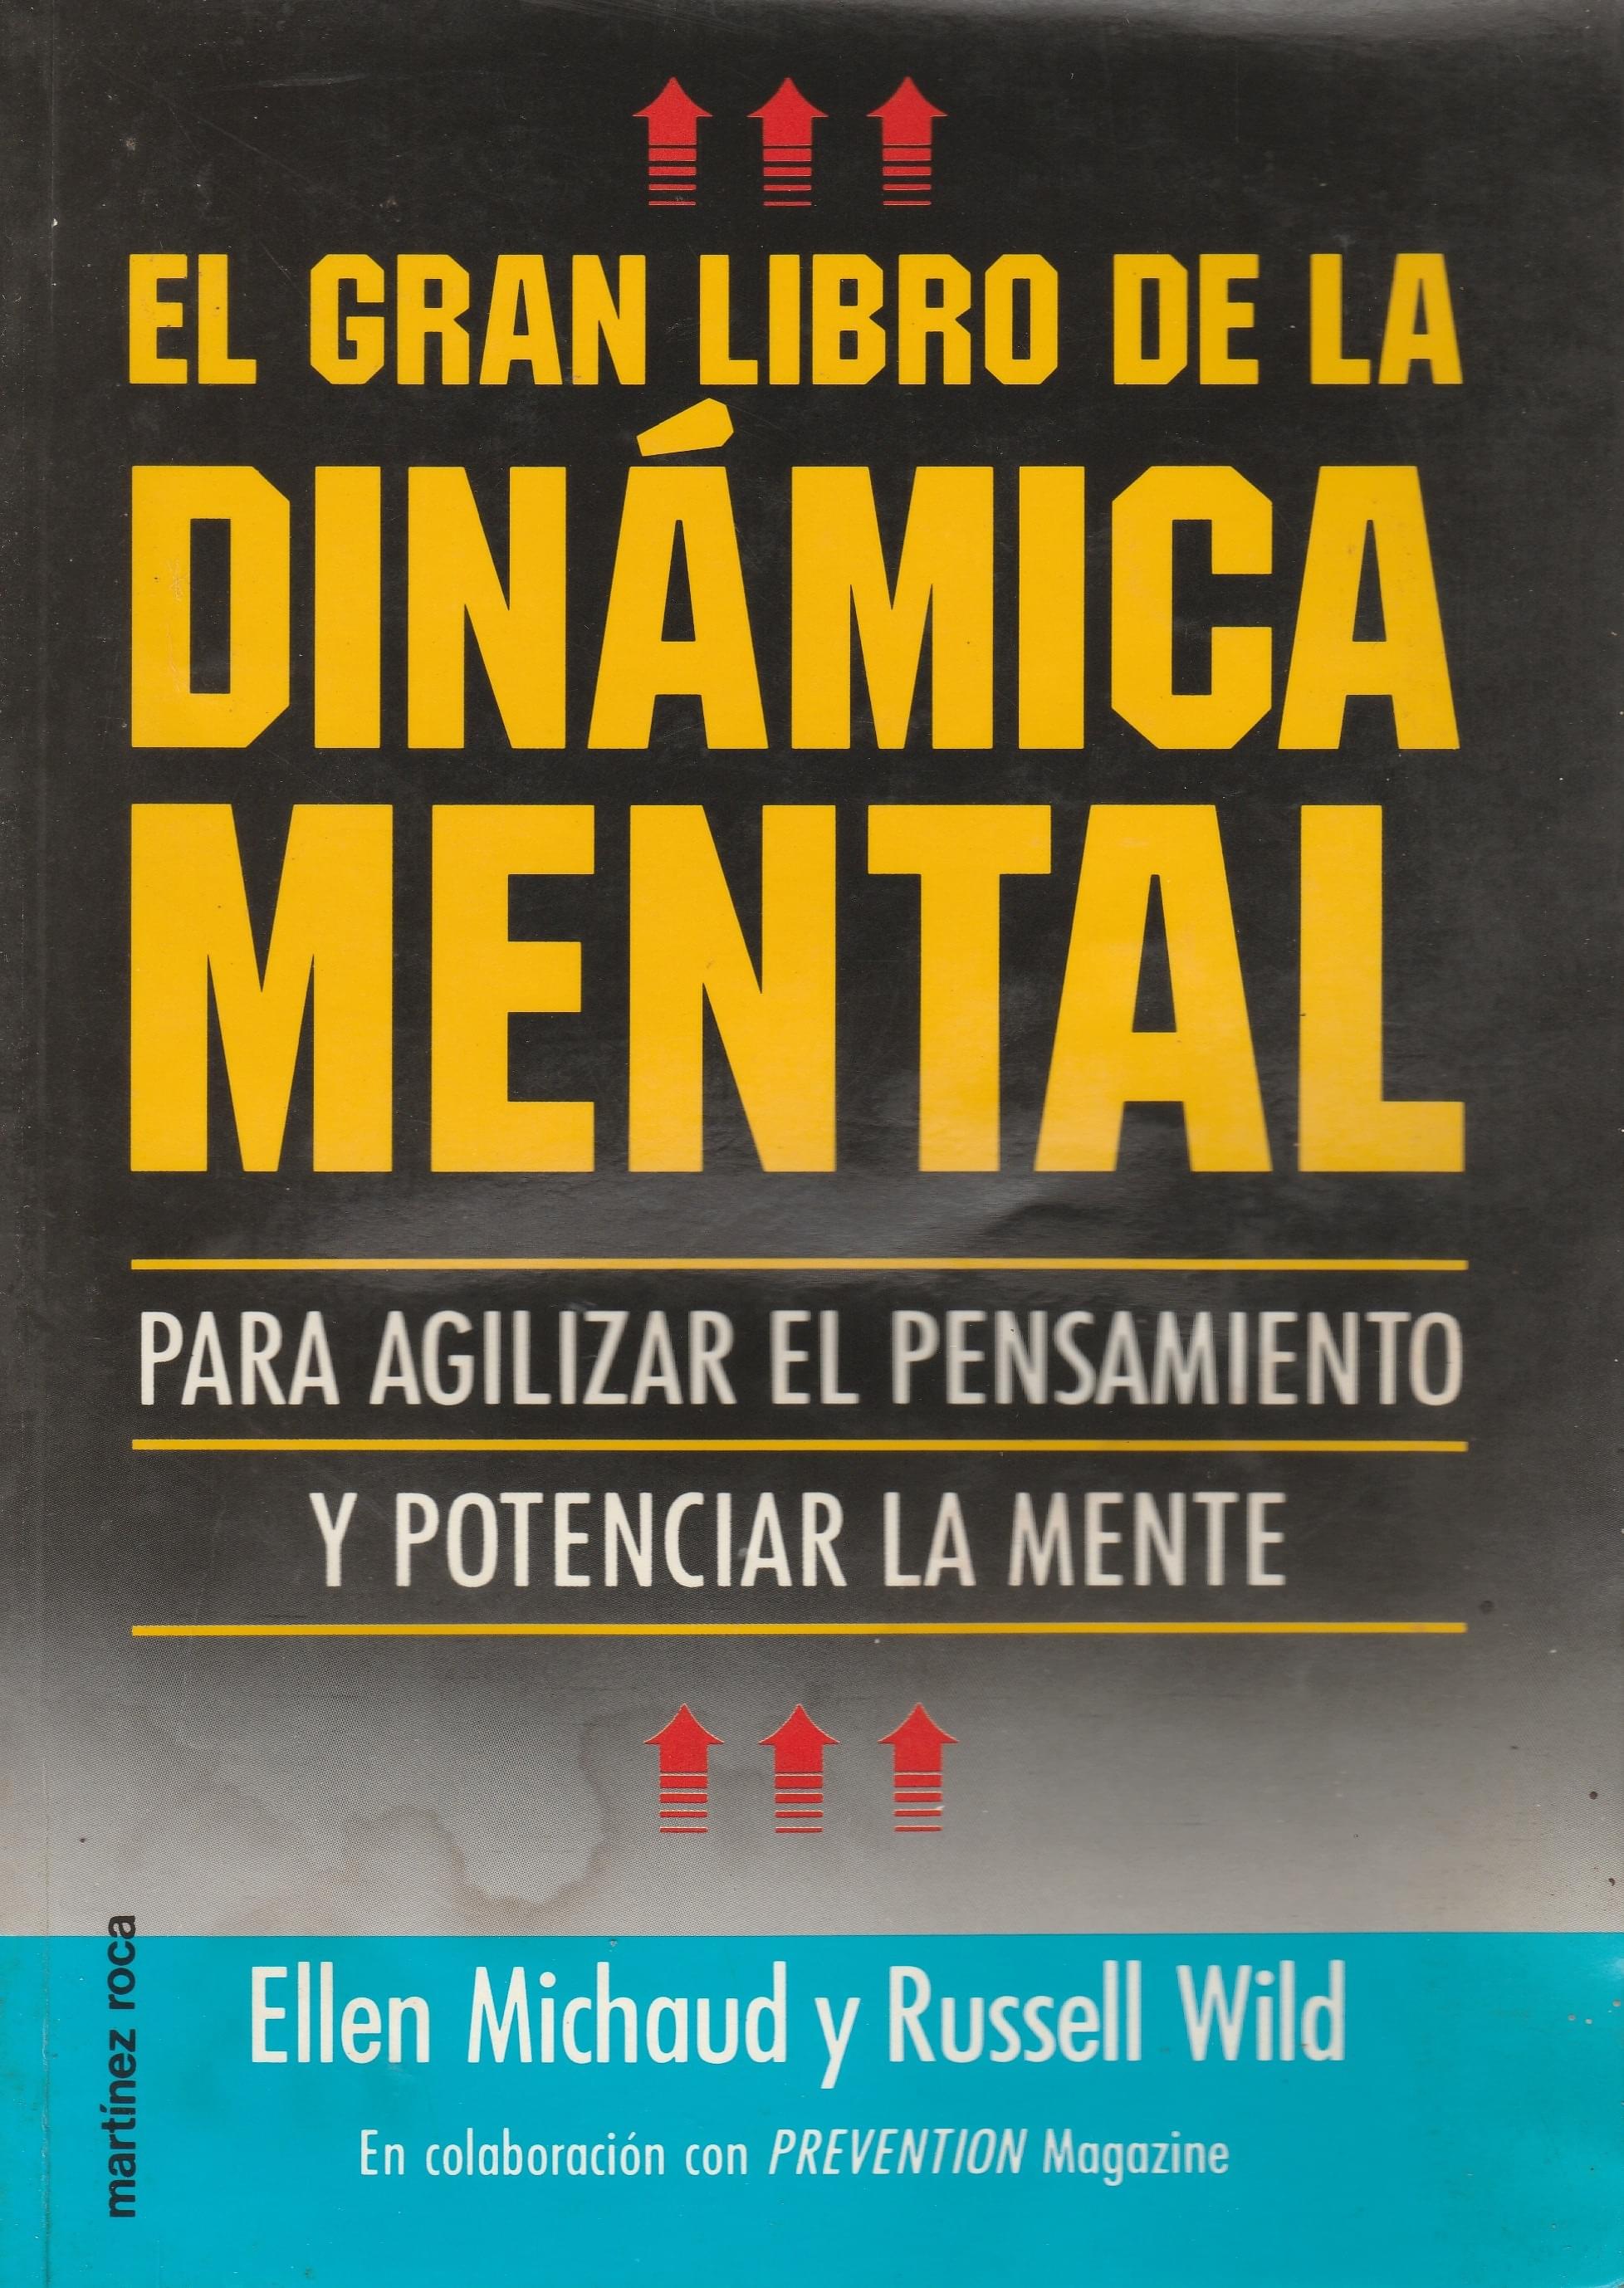 EL GRAN LIBRO DE LA
DINÁMICA
MENTAL
PARA AGILIZAR EL PENSAMIENTO
Y POTENCIAR LA MENTE
martínez roca
Ellen Michaud y Russell Wild
En colaboración con PREVENTION Magazine